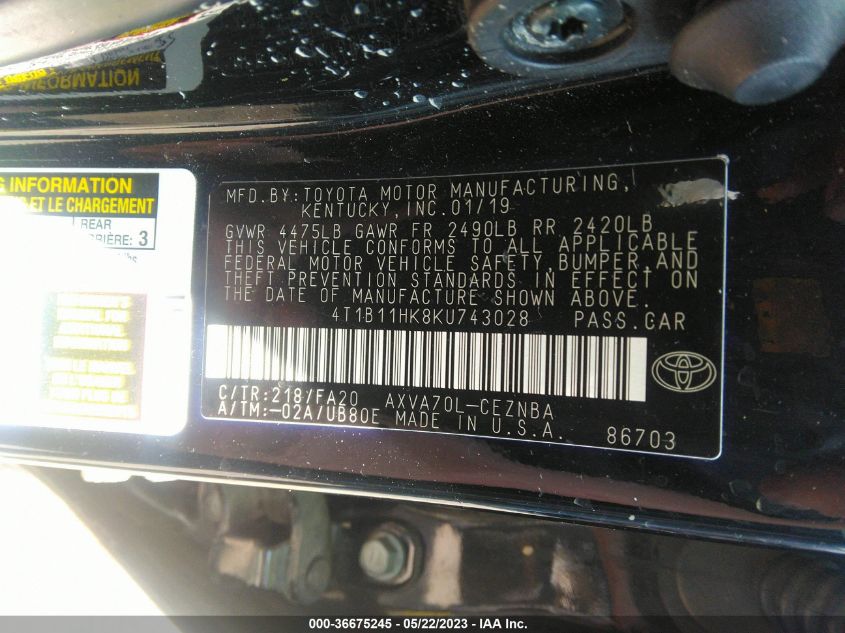 INFORMATION
G INFORMATION
ET LE CHARGEMENT
REAR
RIÈRE: 3
MFD.BY:TOYOTA MOTOR MANUFACTURING,
KENTUCKY,INC.01/19
GVWR 4475LB GAWR FR 2490LB RR 2420LB
THIS VEHICLE CONFORMS TO ALL APPLICABLE
FEDERAL MOTOR VEHICLE SAFETY,BUMPER,AND
THEFT PREVENTION STANDARDS IN EFFECT ON
THE DATE OF MANUFACTURE SHOWN ABOVE.
4T1B11HK8KU743028 PASS.CAR
C/TR:218/FA20 AXVA70L-CEZNBA
A/TM:-02A/UB80E MADE IN U.S.A. 86703
000-36675245 - 05/22/2023 - IAA Inc.